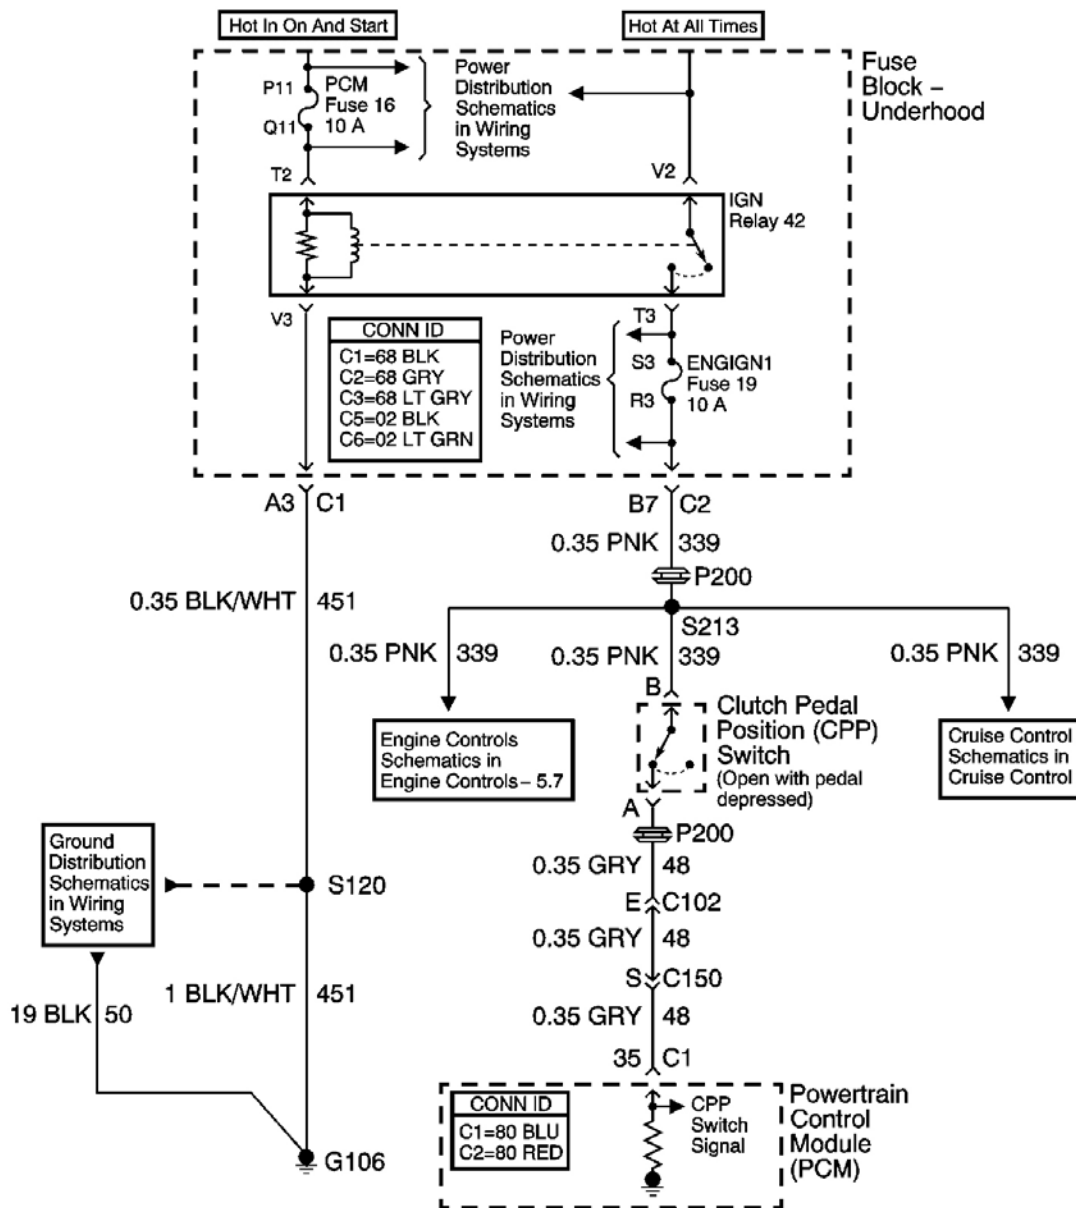 Hot In On And Start
Hot At All Times
Fuse
Block –
Underhood
P11
PCM
Fuse 16
10 A
Q11
Power
Distribution
Schematics
in Wiring
Systems
T2
V2
IGN
Relay 42
V3
CONN ID
C1=68 BLK
C2=68 GRY
C3=68 LT GRY
C5=02 BLK
C6=02 LT GRN
Power
Distribution
Schematics
in Wiring
Systems
T3
S3
ENGIGN1
Fuse 19
10 A
R3
A3 C1
B7 C2
0.35 PNK 339
P200
0.35 BLK/WHT 451
S213
0.35 PNK 339
0.35 PNK 339
0.35 PNK 339
B
Clutch Pedal
Position (CPP)
Switch
(Open with pedal
depressed)
Engine Controls
Schematics in
Engine Controls – 5.7
Cruise Control
Schematics in
Cruise Control
A
P200
Ground
Distribution
Schematics
in Wiring
Systems
S120
0.35 GRY 48
E C102
0.35 GRY 48
S C150
19 BLK 50
1 BLK/WHT 451
0.35 GRY 48
35 C1
CONN ID
C1=80 BLU
C2=80 RED
CPP
Switch
Signal
Powertrain
Control
Module
(PCM)
G106